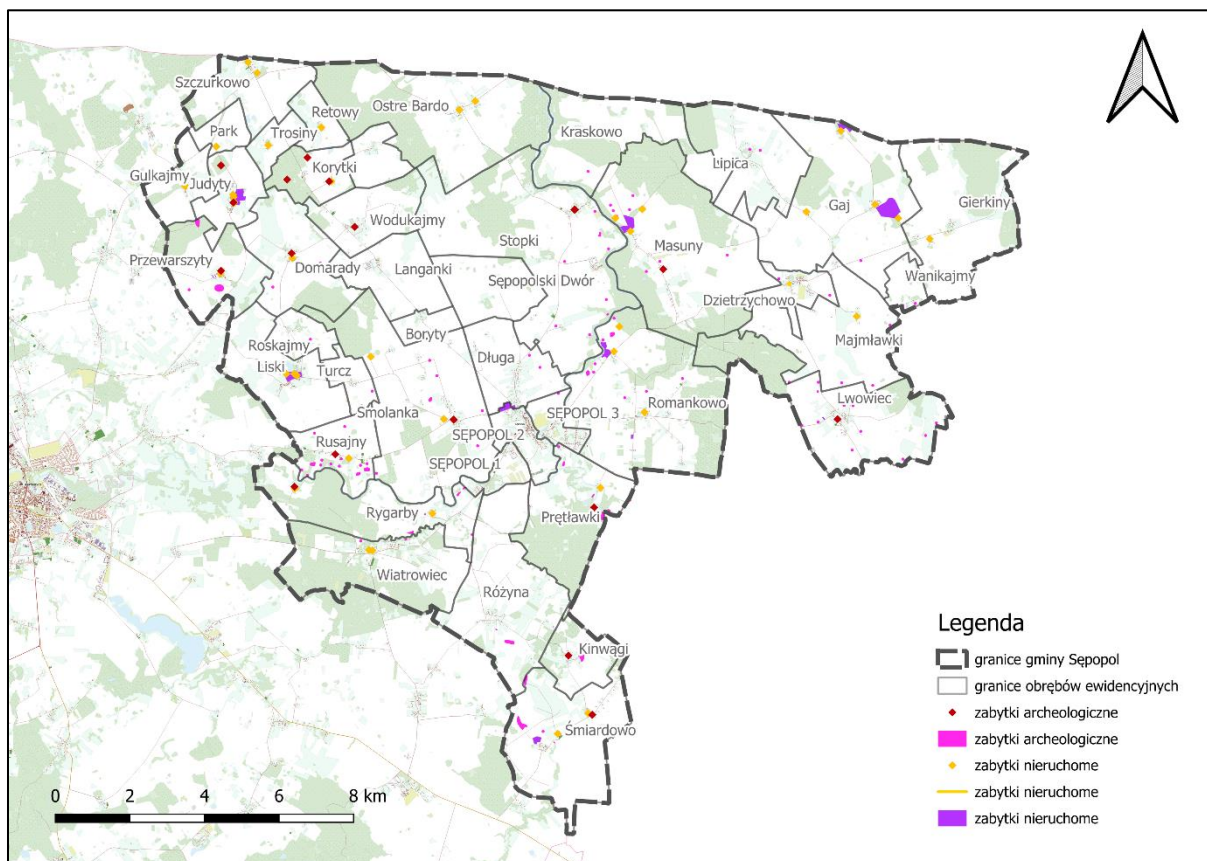 Szczurkowo
Ostre Bardo
Retowy
Park
Trosiny
Kraskowo
Lipica
Korytki
Gulkajmy
Judyty
Gaj
Gierkiny
Wodukajmy
Stopki
Masuny
Przewarszyty
Domarady
Langanki
Sępopolski Dwór
Wanikajmy
Dzietrzychowo
Boryty
Majmławki
Roskajmy
Długa
Liski
Turcz
Romankowo
Lwowiec
Smolanka
SĘPOPOL 3
SĘPOPOL 2
Rusajny
SĘPOPOL 1
Rygarby
Prętławki
Wiatrowiec
Różyna
Kinwągi
Śmiardowo
Legenda
granice gminy Sępopol
granice obrębów ewidencyjnych
zabytki archeologiczne
zabytki archeologiczne
zabytki nieruchome
zabytki nieruchome
zabytki nieruchome
0 2 4 6 8 km